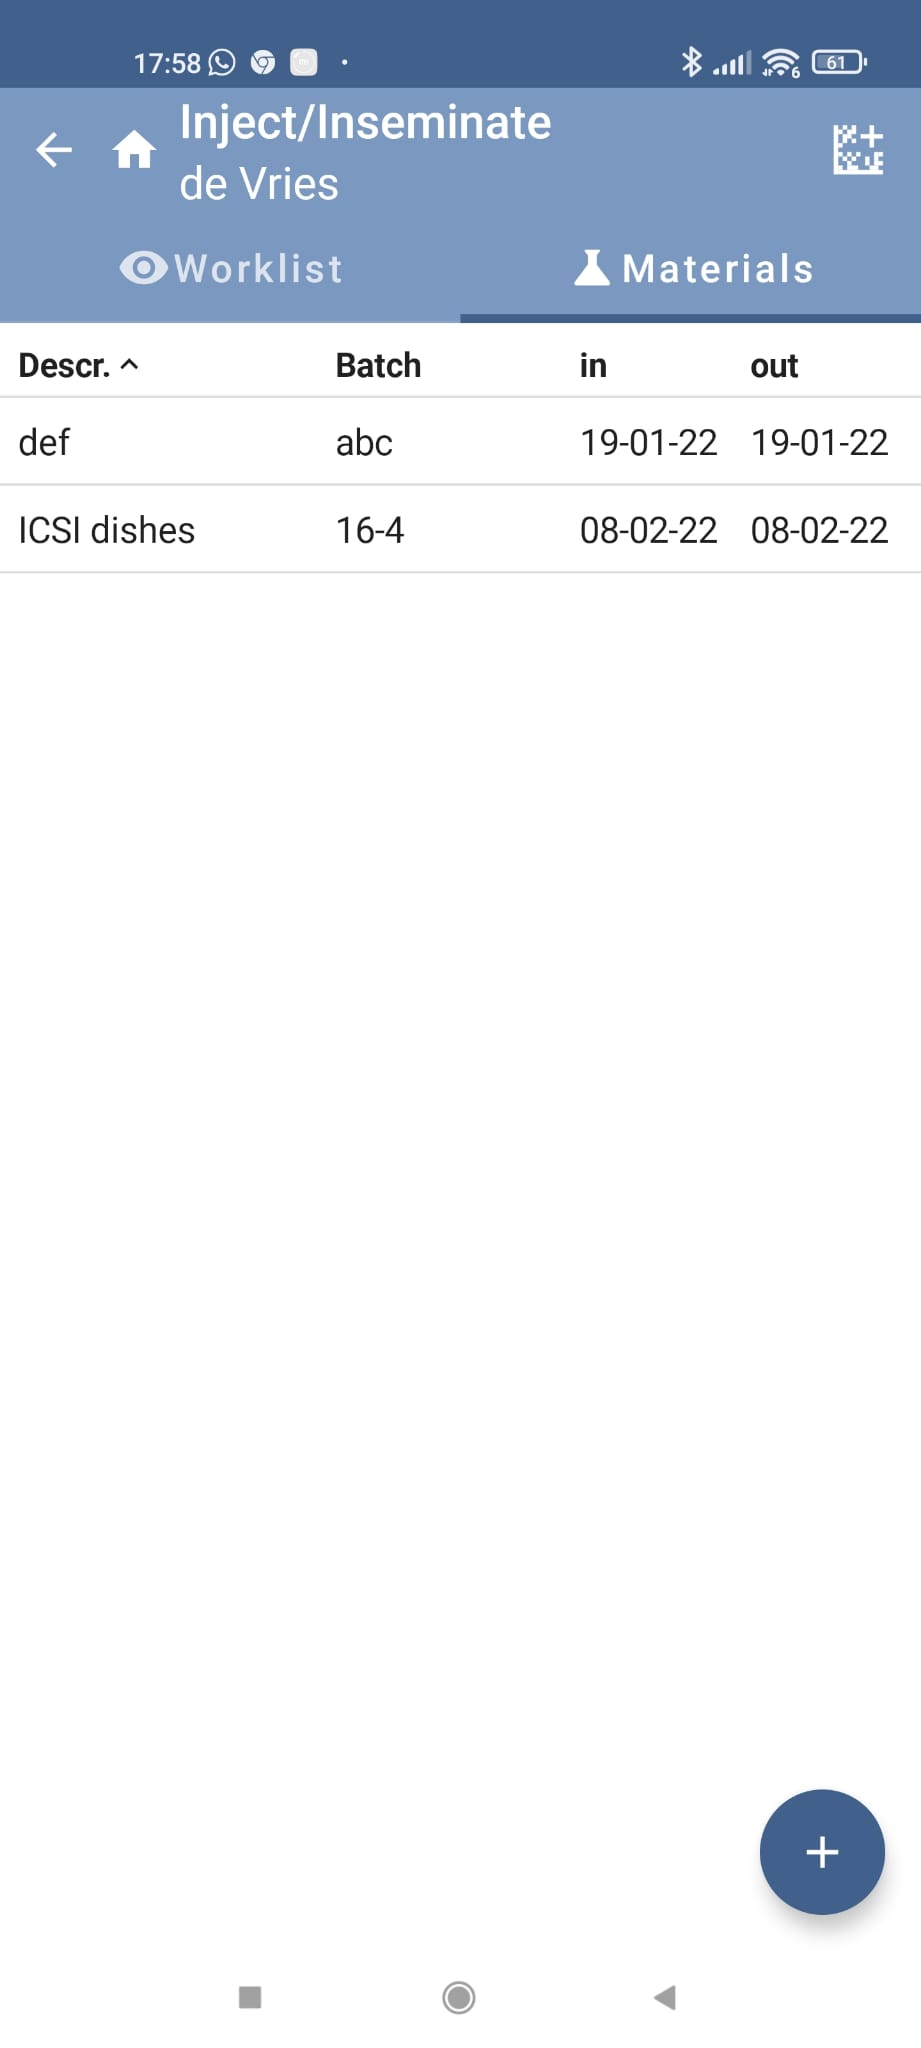 17:58 61
Inject/Inseminate
de Vries
Worklist Materials
Descr. Batch in out
def abc 19-01-22 19-01-22
ICSI dishes 16-4 08-02-22 08-02-22